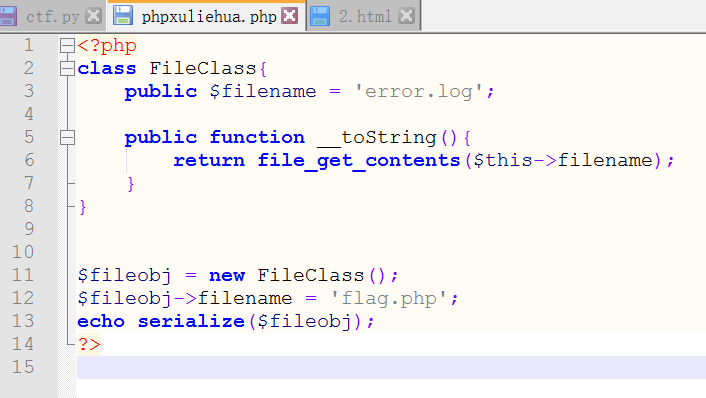 ctf.py phpxuliehua.php 2.html
1 <?php
2 class FileClass{
3     public $filename = 'error.log';
4
5     public function __toString(){
6         return file_get_contents($this->filename);
7     }
8 }
9
10
11 $fileobj = new FileClass();
12 $fileobj->filename = 'flag.php';
13 echo serialize($fileobj);
14 ?>
15